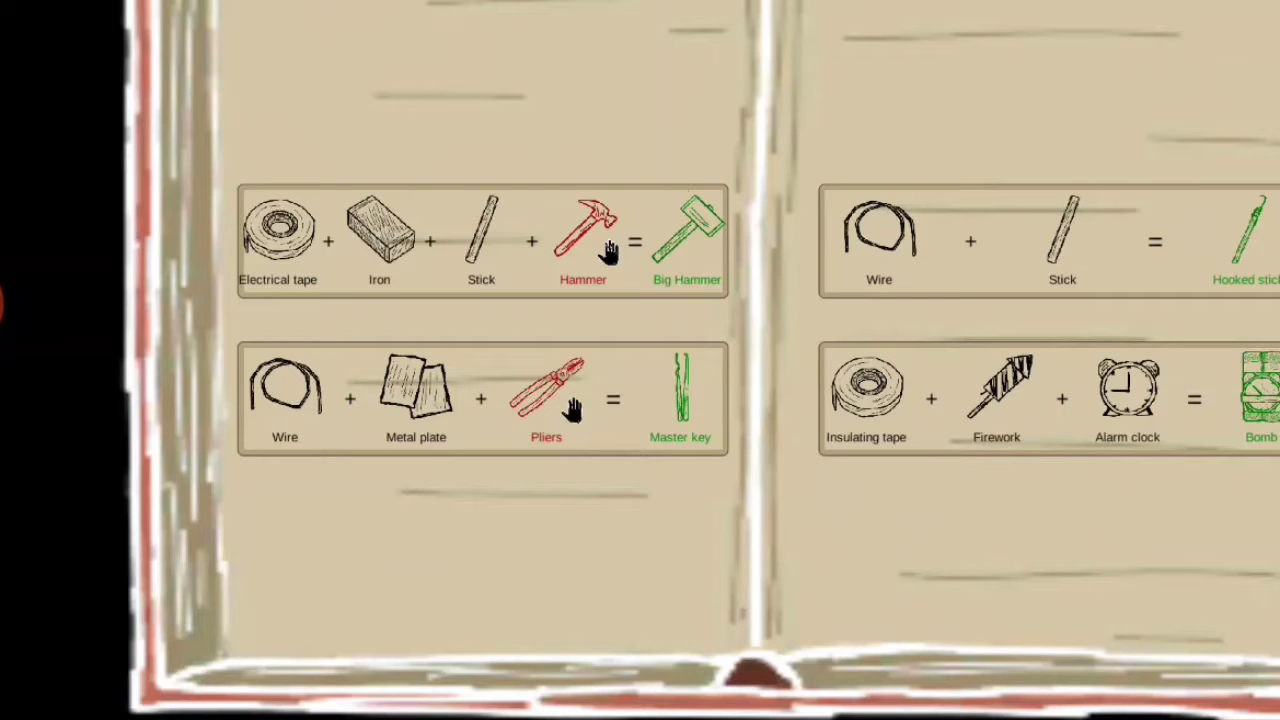 + + + =
Electrical tape Iron Stick Hammer Big Hammer
+ + =
Wire Metal plate Pliers Master key
+ =
Wire Stick Hooked stick
+ + =
Insulating tape Firework Alarm clock Bomb